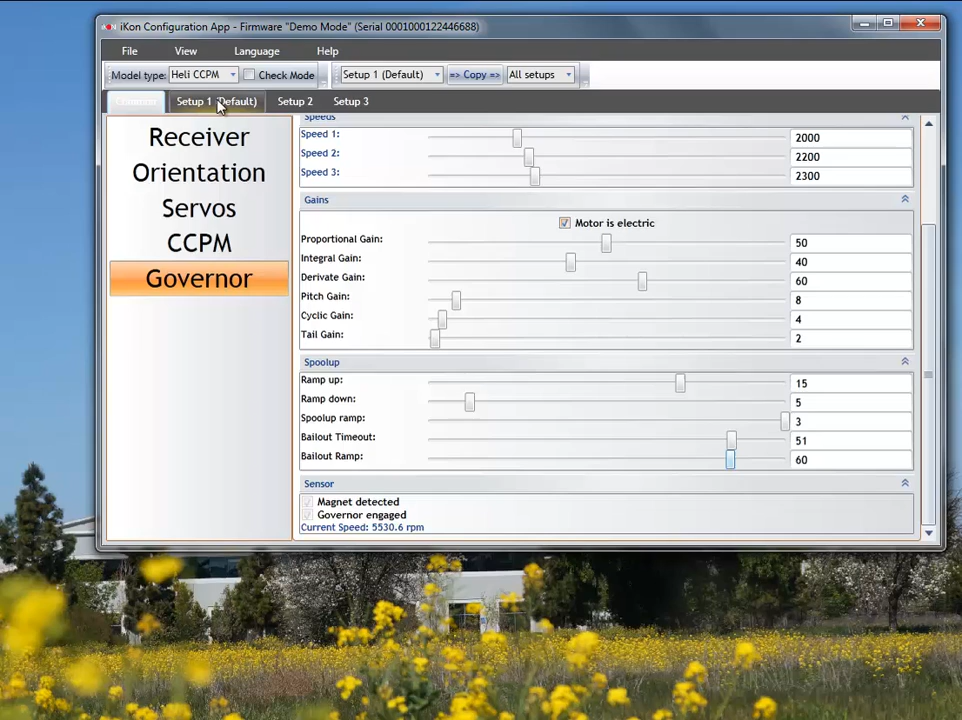 iKon Configuration App - Firmware "Demo Mode" (Serial 0001000122446688)
File View Language Help
Model type: Heli CCPM Check Mode Setup 1 (Default) => Copy => All setups
Common Setup 1 (Default) Setup 2 Setup 3
Receiver
Orientation
Servos
CCPM
Governor
Speeds
Speed 1: 2000
Speed 2: 2200
Speed 3: 2300
Gains
Motor is electric
Proportional Gain: 50
Integral Gain: 40
Derivate Gain: 60
Pitch Gain: 8
Cyclic Gain: 4
Tail Gain: 2
Spoolup
Ramp up: 15
Ramp down: 5
Spoolup ramp: 3
Bailout Timeout: 51
Bailout Ramp: 60
Sensor
Magnet detected
Governor engaged
Current Speed: 5530.6 rpm